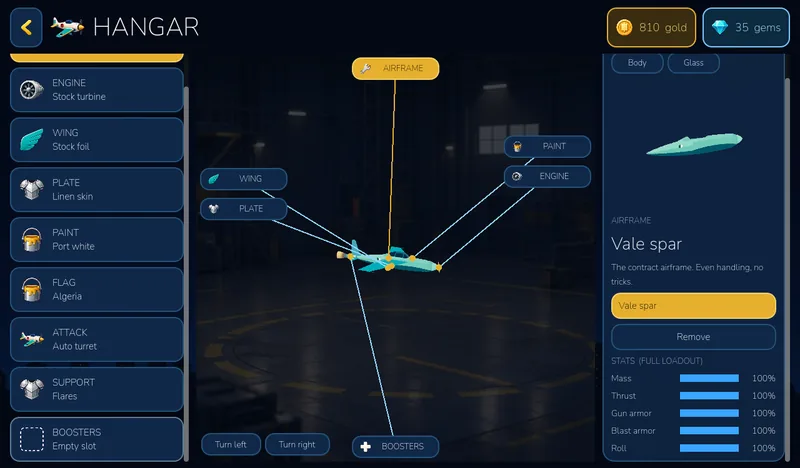 HANGAR
810 gold
35 gems
ENGINE
Stock turbine
WING
Stock foil
PLATE
Linen skin
PAINT
Port white
FLAG
Algeria
ATTACK
Auto turret
SUPPORT
Flares
BOOSTERS
Empty slot
AIRFRAME
WING
PLATE
PAINT
ENGINE
BOOSTERS
Turn left
Turn right
Body
Glass
AIRFRAME
Vale spar
The contract airframe. Even handling, no
tricks.
Vale spar
Remove
STATS (FULL LOADOUT)
Mass 100%
Thrust 100%
Gun armor 100%
Blast armor 100%
Roll 100%